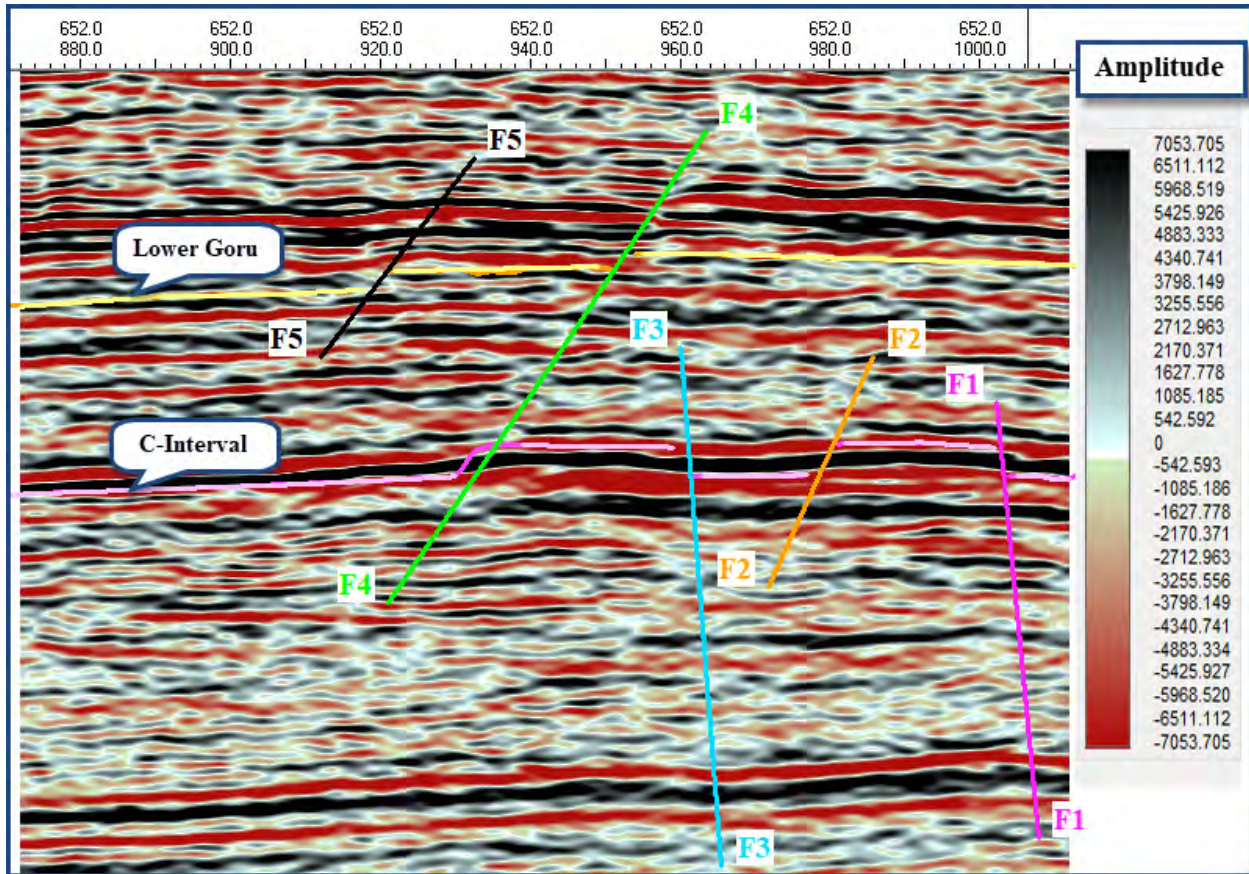 652.0 652.0 652.0 652.0 652.0 652.0 652.0
880.0 900.0 920.0 940.0 960.0 980.0 1000.0
Amplitude
F4
F5
Lower Goru
F3
F5
F2
F1
C-Interval
F2
F4
F1
F3
7053.705
6511.112
5968.519
5425.926
4883.333
4340.741
3798.149
3255.556
2712.963
2170.371
1627.778
1085.185
542.592
0
-542.593
-1085.186
-1627.778
-2170.371
-2712.963
-3255.556
-3798.149
-4340.741
-4883.334
-5425.927
-5968.520
-6511.112
-7053.705